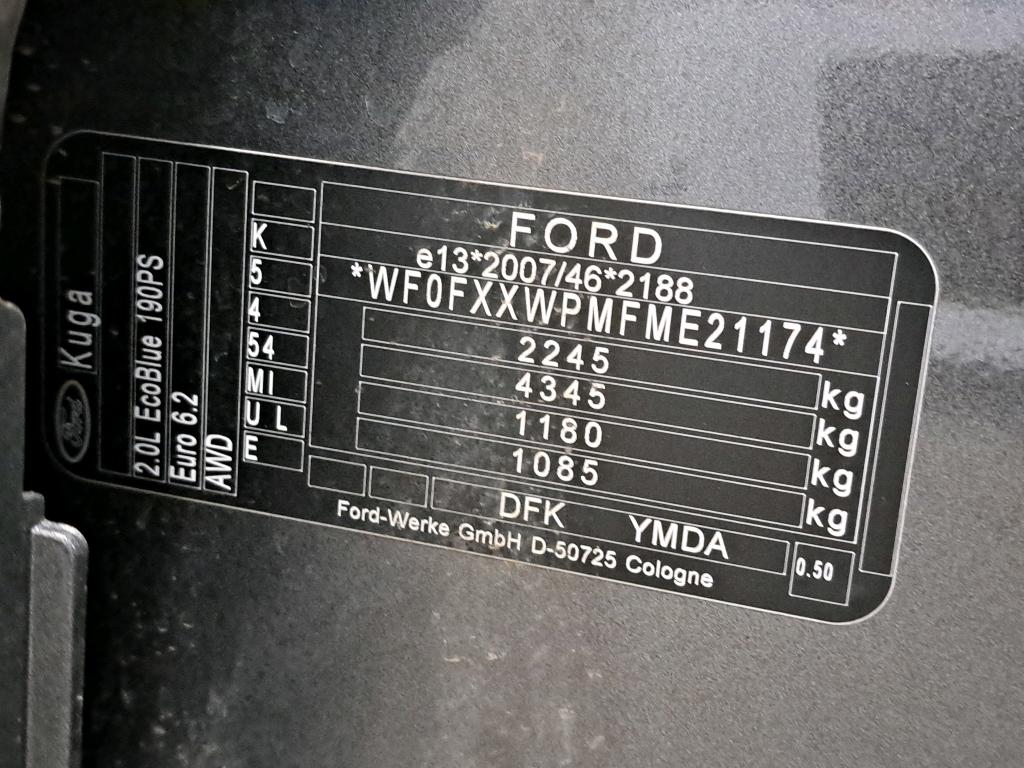 FORD
e13*2007/46*2188
*WF0FXXWPMFME21174*
2245 kg
4345 kg
1180 kg
1085 kg
DFK YMDA
0.50
Ford-Werke GmbH D-50725 Cologne
K
5
4
54
MI
U L
E
Ford Kuga
2.0L EcoBlue 190PS
Euro 6.2
AWD